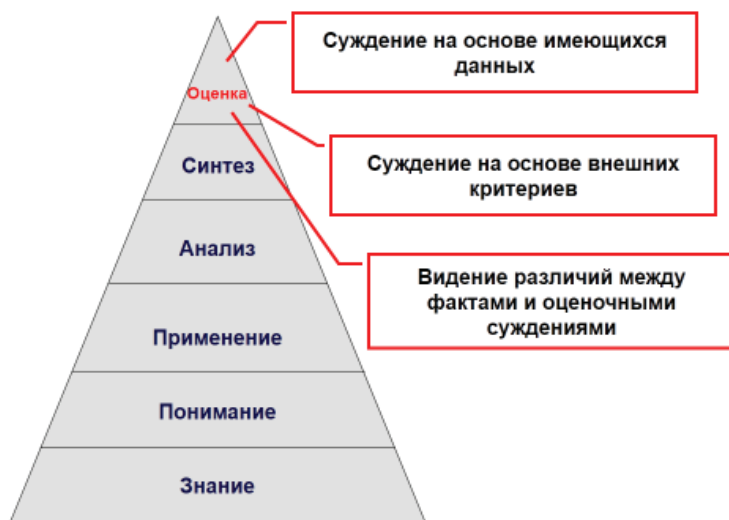 Суждение на основе имеющихся
данных
Оценка
Суждение на основе внешних
критериев
Синтез
Анализ
Видение различий между
фактами и оценочными
суждениями
Применение
Понимание
Знание